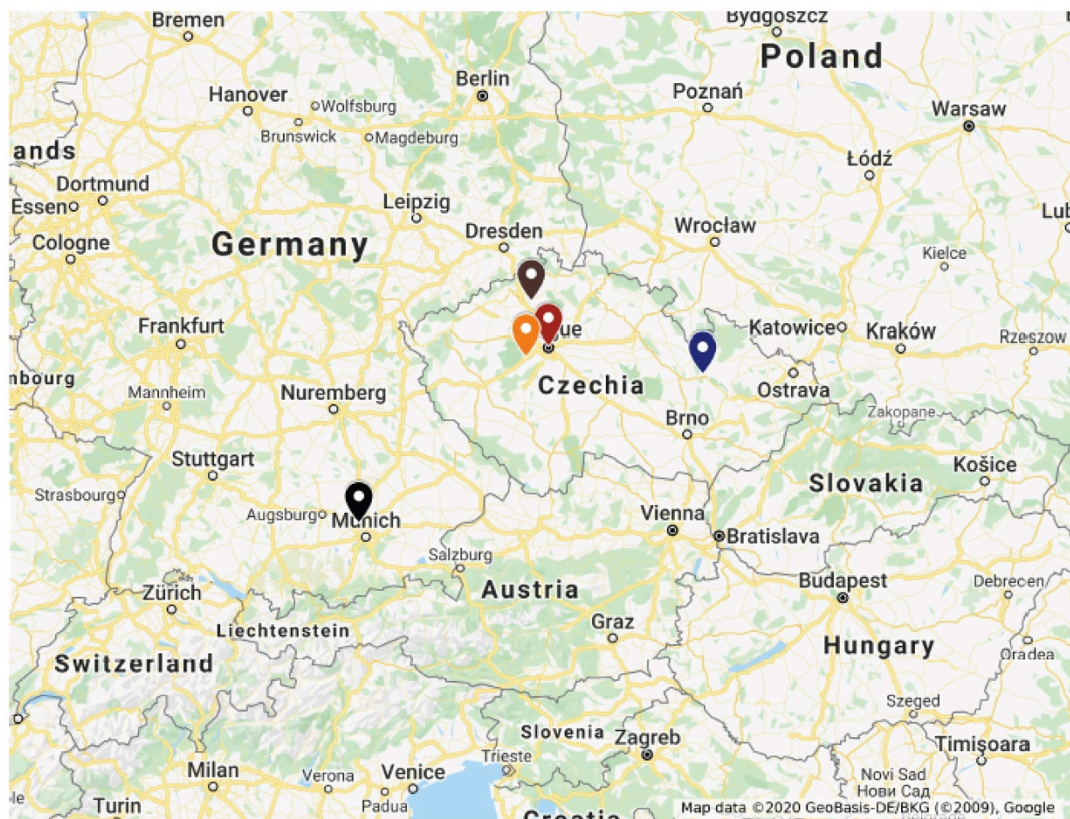 Bremen
Bydgoszcz
Poland
Berlin
Hanover
Wolfsburg
Poznań
Warsaw
Brunswick
Magdeburg
ands
Łódź
Dortmund
Essen
Leipzig
Lub
Cologne
Dresden
Wrocław
Germany
Kielce
Frankfurt
ue
Katowice
Kraków
Rzeszow
mbourg
Czechia
Ostrava
Mannheim
Nuremberg
Zakopane
Brno
Stuttgart
Košice
Slovakia
Strasbourg
Augsburg
Munich
Vienna
Bratislava
Salzburg
Budapest
Debrecen
Zürich
Austria
Graz
Liechtenstein
Hungary
Oradea
Switzerland
Szeged
Slovenia
Zagreb
Timișoara
Trieste
Milan
Verona
Venice
Novi Sad
Нови Сад
Padua
Turin
Map data ©2020 GeoBasis-DE/BKG (©2009), Google
Croatia